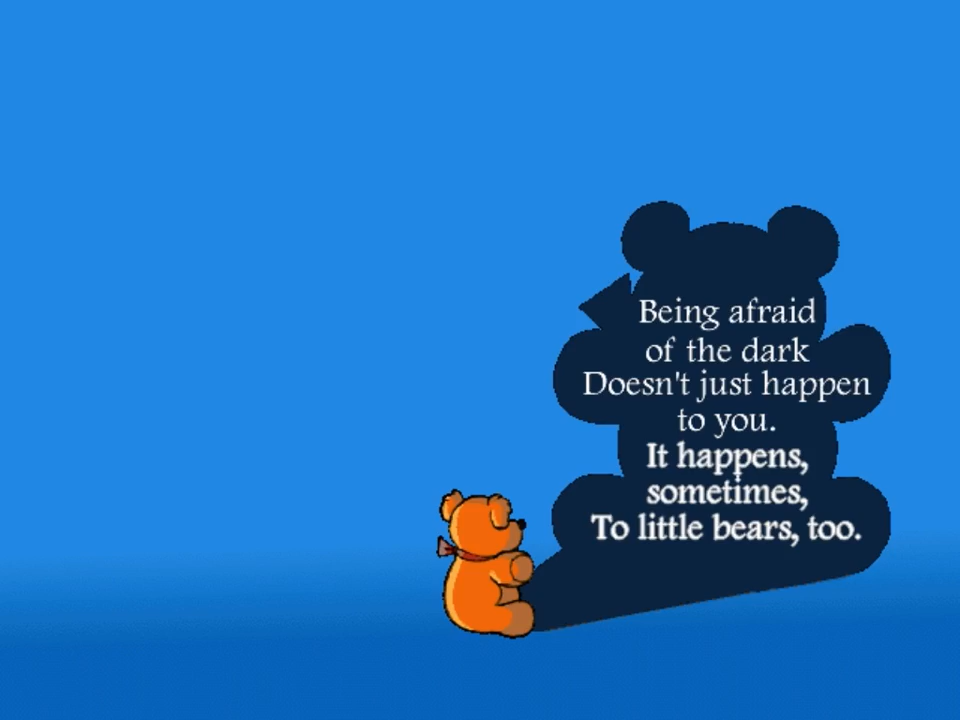 Being afraid
of the dark
Doesn't just happen
to you.
It happens,
sometimes,
To little bears, too.